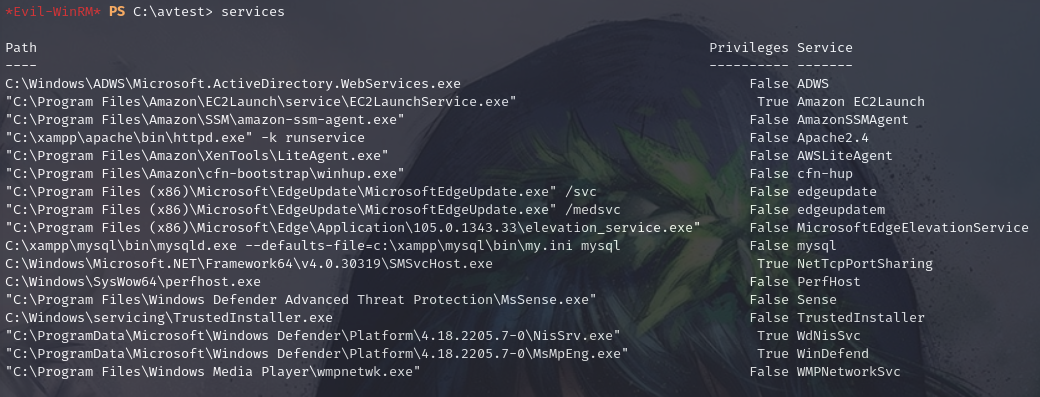 *Evil-WinRM* PS C:\avtest> services
Path Privileges Service
---- ---------- -------
C:\Windows\ADWS\Microsoft.ActiveDirectory.WebServices.exe False ADWS
"C:\Program Files\Amazon\EC2Launch\service\EC2LaunchService.exe" True Amazon EC2Launch
"C:\Program Files\Amazon\SSM\amazon-ssm-agent.exe" False AmazonSSMAgent
"C:\xampp\apache\bin\httpd.exe" -k runservice False Apache2.4
"C:\Program Files\Amazon\XenTools\LiteAgent.exe" False AWSLiteAgent
"C:\Program Files\Amazon\cfn-bootstrap\winhup.exe" False cfn-hup
"C:\Program Files (x86)\Microsoft\EdgeUpdate\MicrosoftEdgeUpdate.exe" /svc False edgeupdate
"C:\Program Files (x86)\Microsoft\EdgeUpdate\MicrosoftEdgeUpdate.exe" /medsvc False edgeupdatem
"C:\Program Files (x86)\Microsoft\Edge\Application\105.0.1343.33\elevation_service.exe" False MicrosoftEdgeElevationService
C:\xampp\mysql\bin\mysqld.exe --defaults-file=c:\xampp\mysql\bin\my.ini mysql False mysql
C:\Windows\Microsoft.NET\Framework64\v4.0.30319\SMSvcHost.exe True NetTcpPortSharing
C:\Windows\SysWow64\perfhost.exe False PerfHost
"C:\Program Files\Windows Defender Advanced Threat Protection\MsSense.exe" False Sense
C:\Windows\servicing\TrustedInstaller.exe False TrustedInstaller
"C:\ProgramData\Microsoft\Windows Defender\Platform\4.18.2205.7-0\NisSrv.exe" True WdNisSvc
"C:\ProgramData\Microsoft\Windows Defender\Platform\4.18.2205.7-0\MsMpEng.exe" True WinDefend
"C:\Program Files\Windows Media Player\wmpnetwk.exe" False WMPNetworkSvc